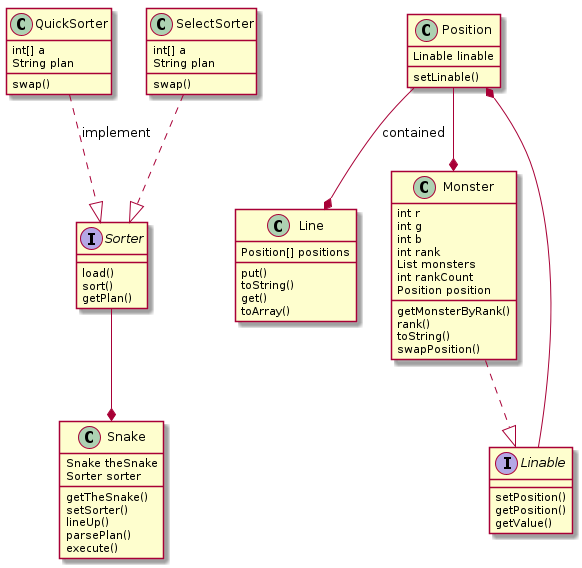 C QuickSorter
int[] a
String plan
swap()
C SelectSorter
int[] a
String plan
swap()
C Position
Linable linable
setLinable()
implement
contained
I Sorter
load()
sort()
getPlan()
C Line
Position[] positions
put()
toString()
get()
toArray()
C Monster
int r
int g
int b
int rank
List monsters
int rankCount
Position position
getMonsterByRank()
rank()
toString()
swapPosition()
C Snake
Snake theSnake
Sorter sorter
getTheSnake()
setSorter()
lineUp()
parsePlan()
execute()
I Linable
setPosition()
getPosition()
getValue()